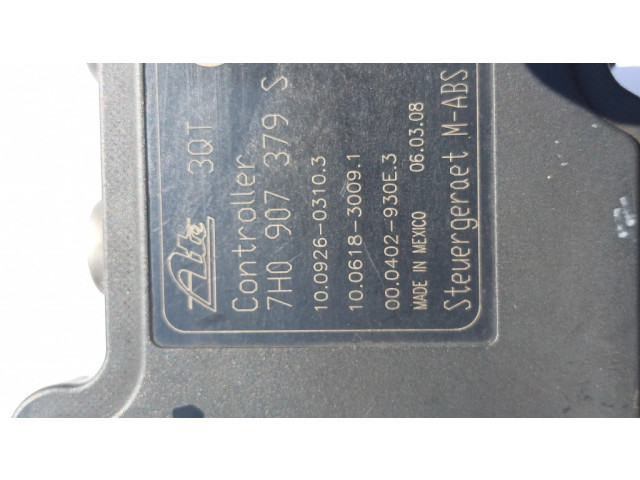 Ate 3QT
Controller
7H0 907 379 S
10.0926-0310.3
10.0618-3009.1
00.0402-930E.3
MADE IN MEXICO 06.03.08
Steuergeraet M-ABS